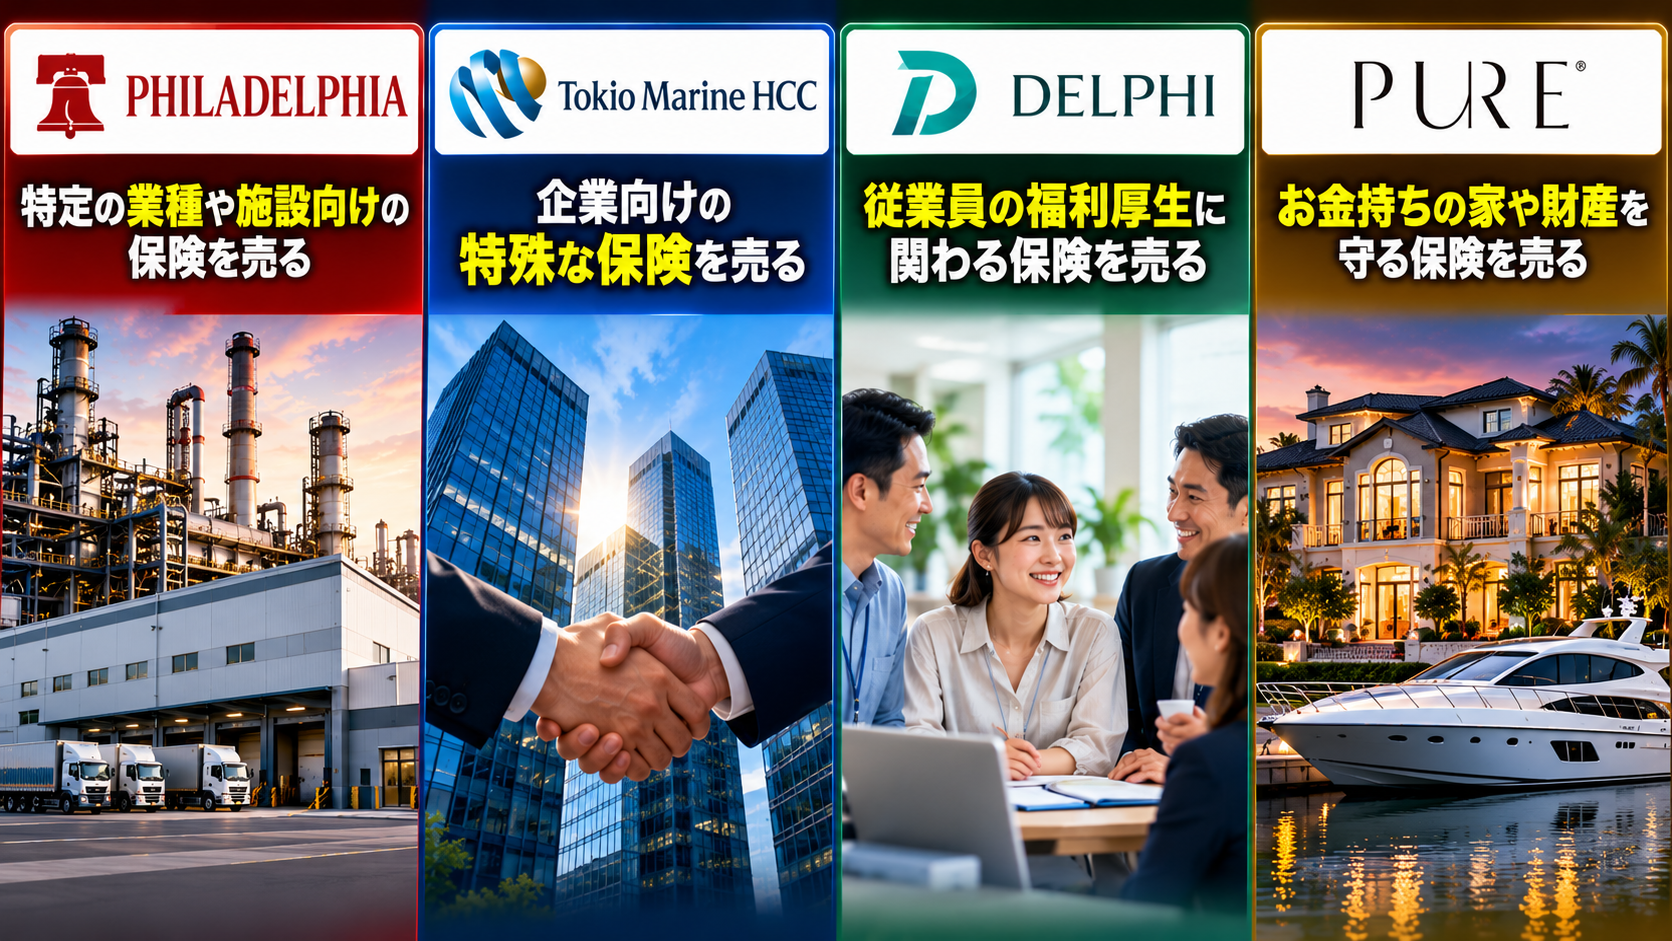 PHILADELPHIA
特定の業種や施設向けの
保険を売る
Tokio Marine HCC
企業向けの
特殊な保険を売る
DELPHI
従業員の福利厚生に
関わる保険を売る
PURE®
お金持ちの家や財産を
守る保険を売る